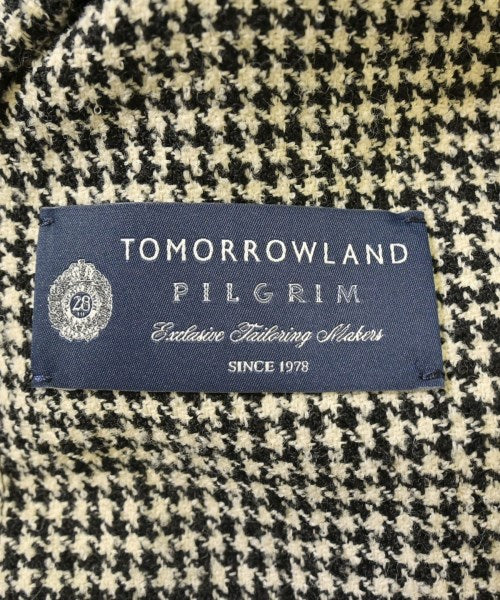 TOMORROWLAND
PILGRIM
Exclusive Tailoring Makers
SINCE 1978